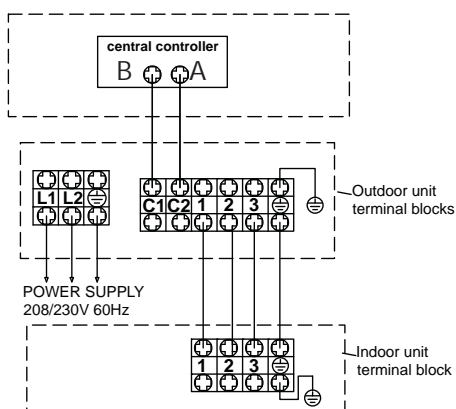 central controller
B A
L1 L2
C1 C2 1 2 3
Outdoor unit
terminal blocks
POWER SUPPLY
208/230V 60Hz
1 2 3
Indoor unit
terminal block